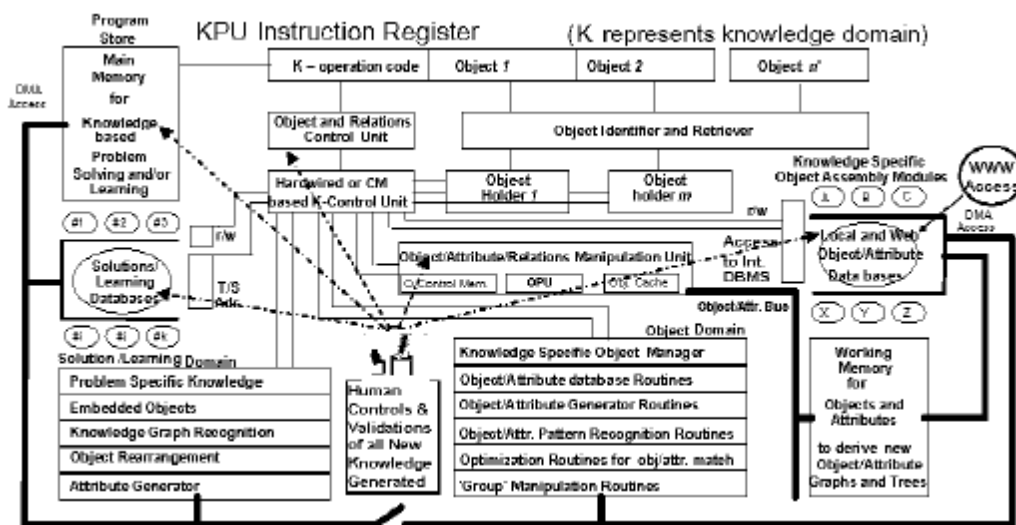 Program
Store
KPU Instruction Register
(K represents knowledge domain)
Main
Memory
for
Knowledge
based
Problem
Solving and/or
Learning
DMA
Access
K – operation code
Object 1
Object 2
Object n'
Object and Relations
Control Unit
Object Identifier and Retriever
Knowledge Specific
Object Assembly Modules
WWW
Access
Hardwired or CM
based K-Control Unit
Object
Holder 1
Object
holder m
A
B
C
DMA
Access
#1
#2
#3
r/w
r/w
Solutions/
Learning
Databases
T/S
Object/Attribute/Relations Manipulation Unit
Access
to Int.
DBMS
Local and Web
Object/Attribute
Data bases
Control Mem.
OPU
Obj. Cache
Object/Attr.
#i
#j
#k
X
Y
Z
Solution /Learning
Domain
Object Domain
Problem Specific Knowledge
Embedded Objects
Knowledge Graph Recognition
Object Rearrangement
Attribute Generator
Human
Controls &
Validations
of all New
Knowledge
Generated
Knowledge Specific Object Manager
Object/Attribute database Routines
Object/Attribute Generator Routines
Object/Attr. Pattern Recognition Routines
Optimization Routines for obj/attr. match
'Group' Manipulation Routines
Working
Memory
for
Objects and
Attributes
to derive new
Object/Attribute
Graphs and Trees